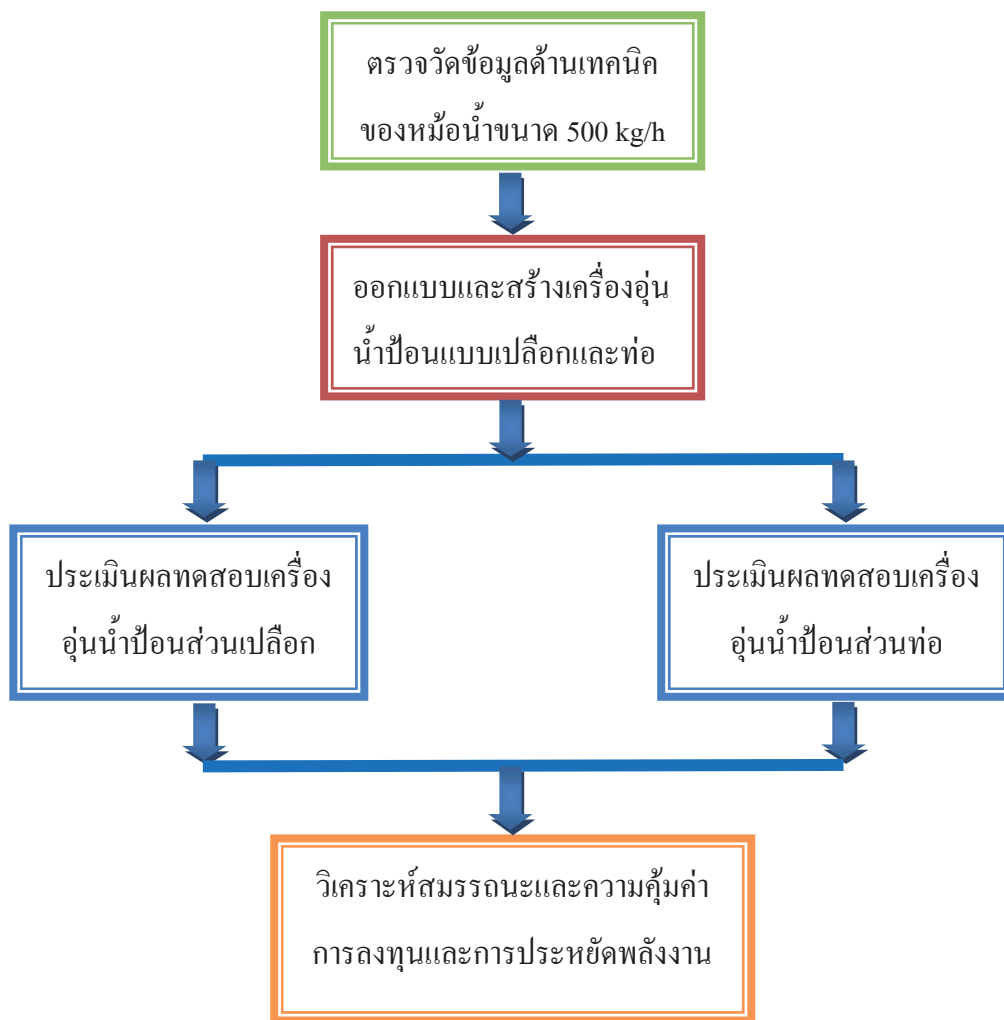 ตรวจวัดข้อมูลด้านเทคนิค
ของหม้อน้ำขนาด 500 kg/h
ออกแบบและสร้างเครื่องอุ่น
น้ำป้อนแบบเปลือกและท่อ
ประเมินผลทดสอบเครื่อง
อุ่นน้ำป้อนส่วนเปลือก
ประเมินผลทดสอบเครื่อง
อุ่นน้ำป้อนส่วนท่อ
วิเคราะห์สมรรถนะและความคุ้มค่า
การลงทุนและการประหยัดพลังงาน